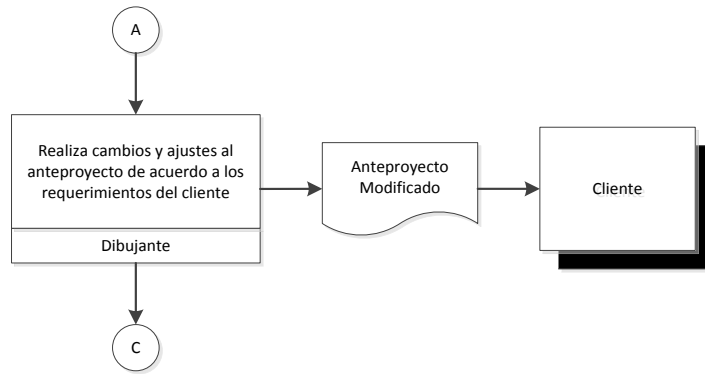 A
Realiza cambios y ajustes al
anteproyecto de acuerdo a los
requerimientos del cliente
Dibujante
Anteproyecto
Modificado
Cliente
C